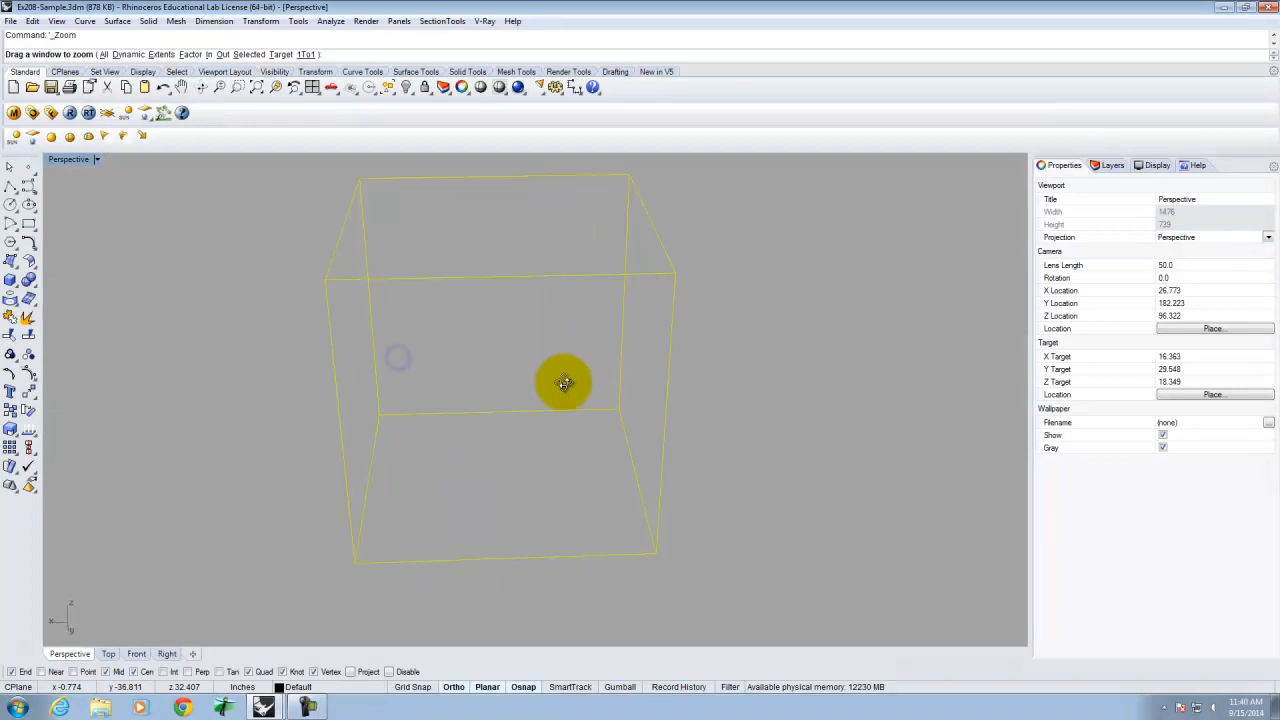 Ex208-Sample.3dm (878 KB) - Rhinoceros Educational Lab License (64-bit) - [Perspective]
File Edit View Curve Surface Solid Mesh Dimension Transform Tools Analyze Render Panels SectionTools V-Ray Help
Command: '_Zoom
Drag a window to zoom ( All Dynamic Extents Factor In Out Selected Target 1To1 ):
Standard CPlanes Set View Display Select Viewport Layout Visibility Transform Curve Tools Surface Tools Solid Tools Mesh Tools Render Tools Drafting New in V5
M R RT
SUN
SUN
Perspective
Properties Layers Display Help
Viewport
Title Perspective
Width 1476
Height 739
Projection Perspective
Camera
Lens Length 50.0
Rotation 0.0
X Location 26.773
Y Location 182.223
Z Location 96.322
Location Place...
Target
X Target 16.363
Y Target 29.548
Z Target 18.349
Location Place...
Wallpaper
Filename (none) ...
Show
Gray
z
x
y
Perspective Top Front Right
End Near Point Mid Cen Int Perp Tan Quad Knot Vertex Project Disable
CPlane x -0.774 y -36.811 z 32.407 Inches Default Grid Snap Ortho Planar Osnap SmartTrack Gumball Record History Filter Available physical memory: 12230 MB
11:40 AM
9/15/2014